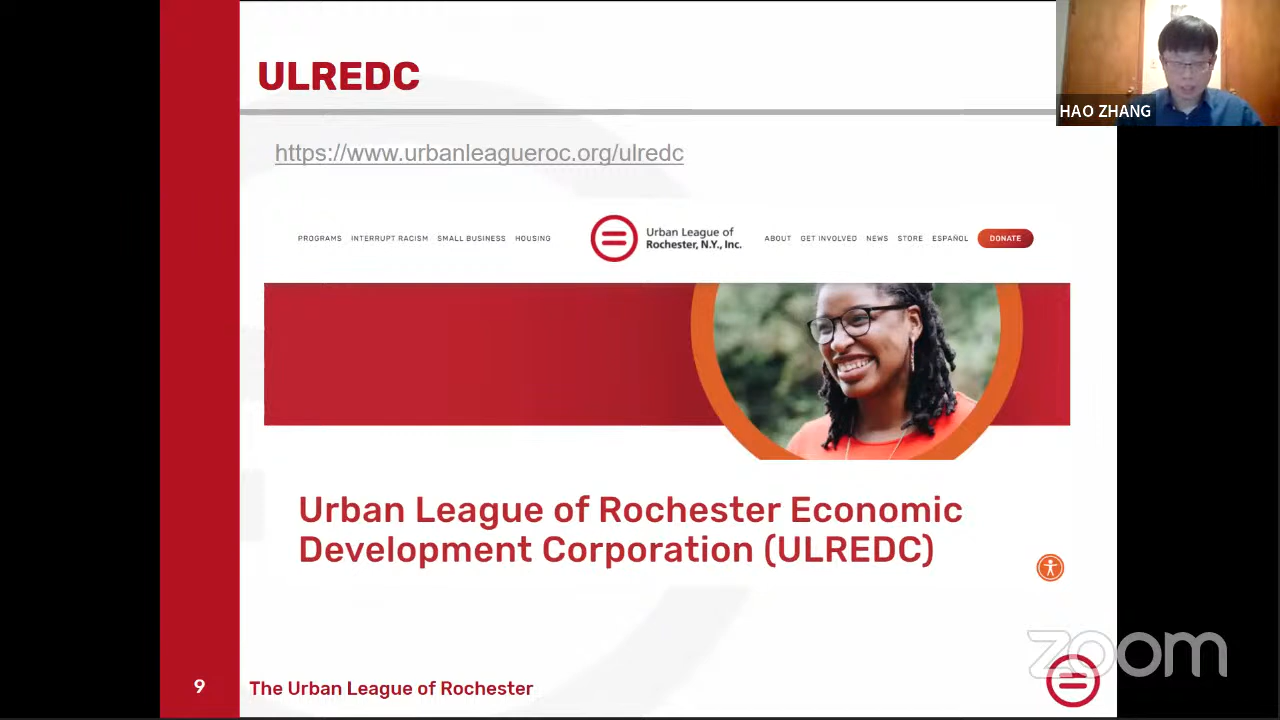 ULREDC
HAO ZHANG
https://www.urbanleagueroc.org/ulredc
PROGRAMS INTERRUPT RACISM SMALL BUSINESS HOUSING
Urban League of
Rochester, N.Y., Inc.
ABOUT GET INVOLVED NEWS STORE ESPAÑOL DONATE
Urban League of Rochester Economic
Development Corporation (ULREDC)
zoom
9 The Urban League of Rochester